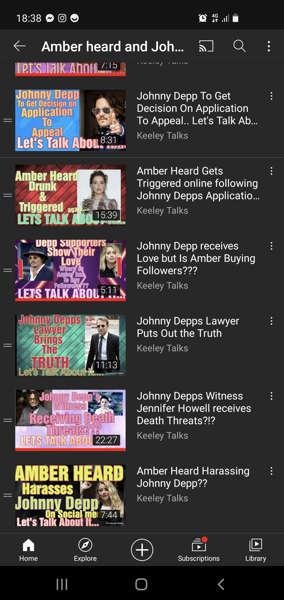 18:38
Amber heard and Joh...
7:15
Keeley Talks
Johnny Depp
To Get Decision on
Application
To
Appeal
Let's Talk About
8:31
Johnny Depp To Get
Decision On Application
To Appeal.. Let's Talk Ab...
Keeley Talks
Amber Heard
Drunk
&
Triggered
LETS TALK ABOUT
15:39
Amber Heard Gets
Triggered online following
Johnny Depps Applicatio...
Keeley Talks
Depp Supporters
Show Their
Love
LETS TALK ABOU
5:11
Johnny Depp receives
Love but Is Amber Buying
Followers???
Keeley Talks
Johnny Depps
Lawyer
Brings
The
TRUTH
Let's Talk About
11:13
Johnny Depps Lawyer
Puts Out the Truth
Keeley Talks
Johnny Depp's
Witness
Receiving Death
Threats?!?
LETS TALK ABOU
22:27
Johnny Depps Witness
Jennifer Howell receives
Death Threats?!?
Keeley Talks
AMBER HEARD
Harasses
Johnny Depp
On Social me
Let's Talk About It...
7:44
Amber Heard Harassing
Johnny Depp??
Keeley Talks
Home
Explore
Subscriptions
Library